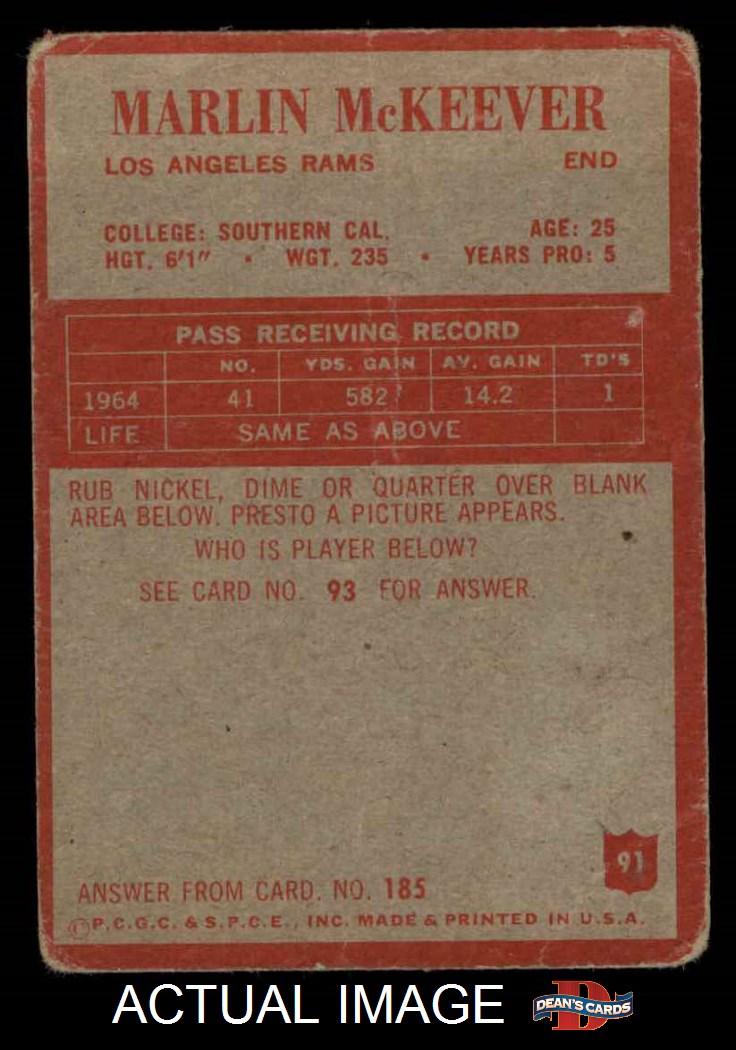 MARLIN McKEEVER
LOS ANGELES RAMS END
COLLEGE: SOUTHERN CAL. AGE: 25
HGT. 6'1" • WGT. 235 • YEARS PRO: 5
PASS RECEIVING RECORD
NO. YDS. GAIN AV. GAIN TD'S
1964 41 582 14.2 1
LIFE SAME AS ABOVE
RUB NICKEL, DIME OR QUARTER OVER BLANK
AREA BELOW. PRESTO A PICTURE APPEARS.
WHO IS PLAYER BELOW?
SEE CARD NO. 93 FOR ANSWER.
91
ANSWER FROM CARD. NO. 185
©P.C.G.C. & S.P.C.E., INC. MADE & PRINTED IN U.S.A.
ACTUAL IMAGE
D
DEAN'S CARDS